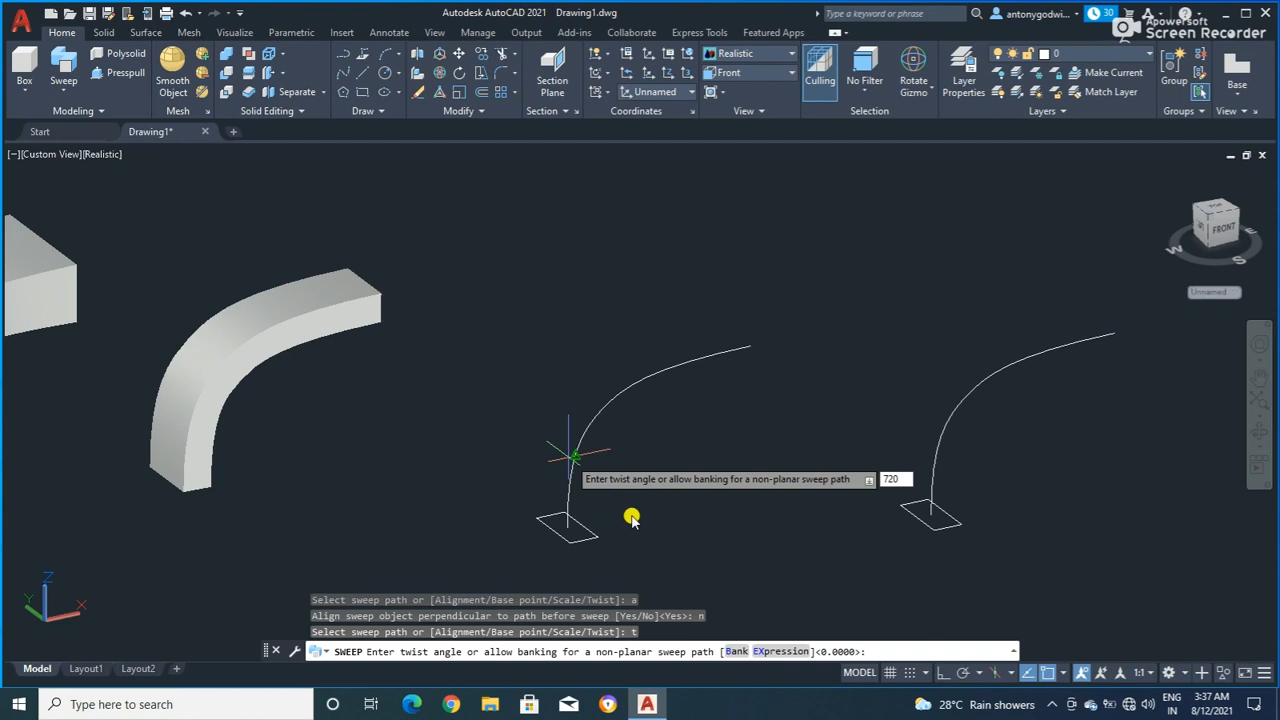 Autodesk AutoCAD 2021 Drawing1.dwg
Type a keyword or phrase
antonygodwi...
30
Apowersoft
Screen Recorder
Home Solid Surface Mesh Visualize Parametric Insert Annotate View Manage Output Add-ins Collaborate Express Tools Featured Apps
Box
Sweep
Polysolid
Presspull
Smooth
Object
Separate
Section
Plane
Unnamed
Realistic
Front
Culling
No Filter
Rotate
Gizmo
Layer
Properties
0
Make Current
Match Layer
Group
Base
Modeling
Mesh
Solid Editing
Draw
Modify
Section
Coordinates
View
Selection
Layers
Groups
View
Start
Drawing1*
[−][Custom View][Realistic]
TOP
FRONT
W
S
E
Unnamed
Enter twist angle or allow banking for a non-planar sweep path
720
Z
Y
X
Select sweep path or [Alignment/Base point/Scale/Twist]: a
Align sweep object perpendicular to path before sweep [Yes/No]<Yes>: n
Select sweep path or [Alignment/Base point/Scale/Twist]: t
SWEEP Enter twist angle or allow banking for a non-planar sweep path [Bank EXpression]<0.0000>:
Model
Layout1
Layout2
MODEL
1:1
Type here to search
28°C Rain showers
ENG
IN
3:37 AM
8/12/2021